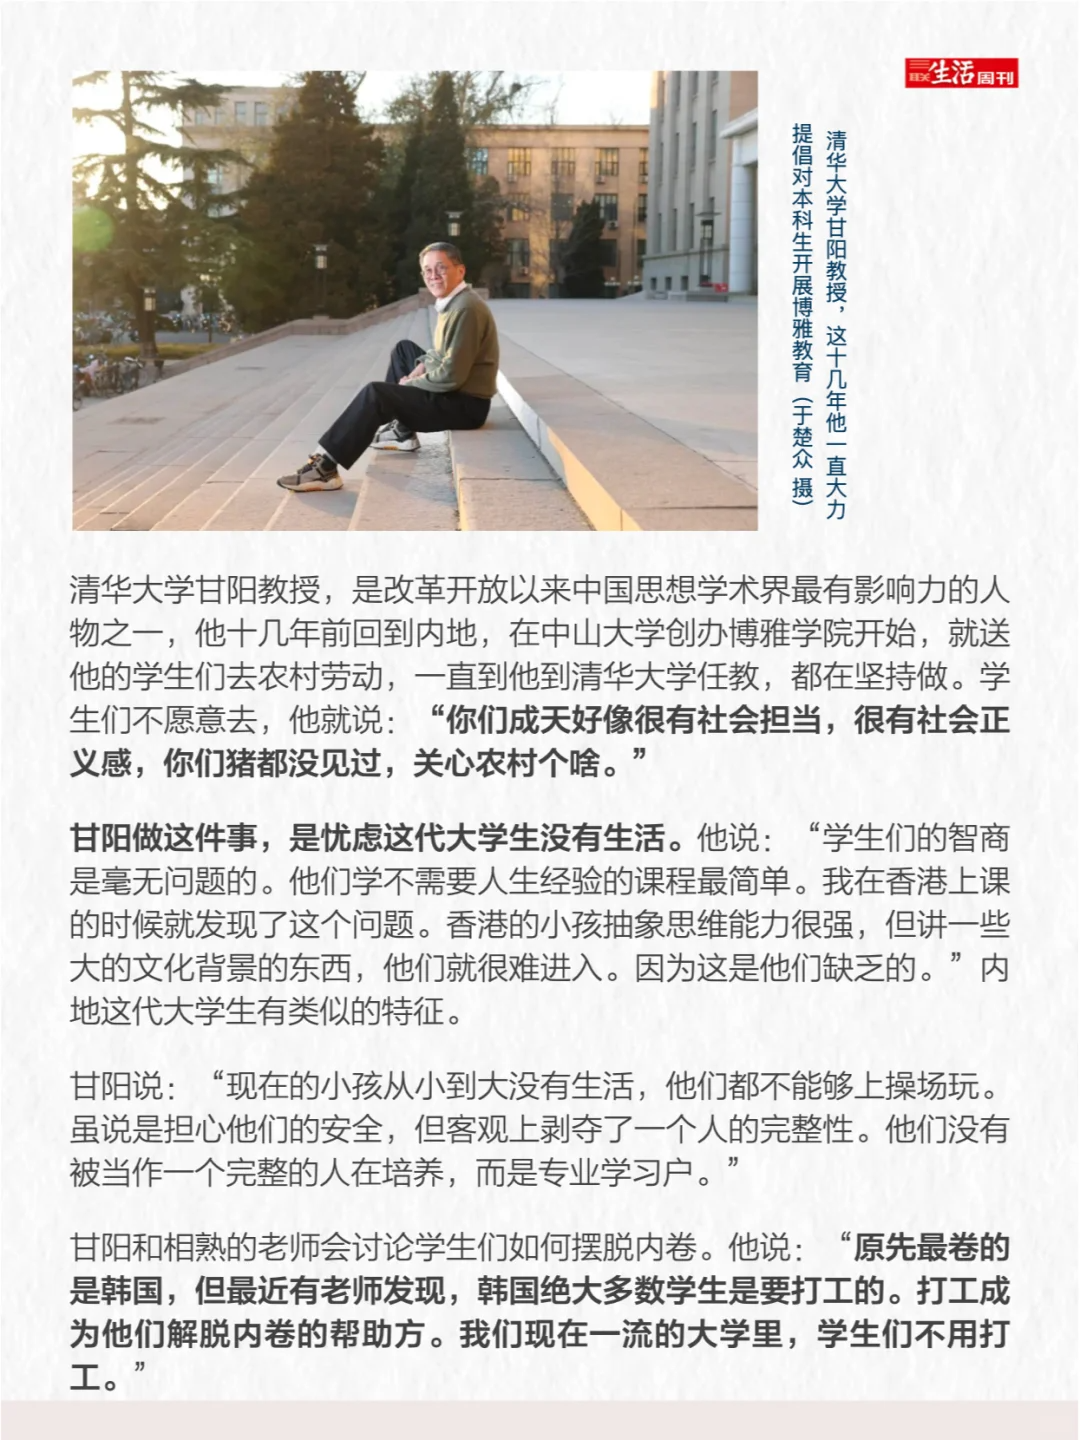 三联生活周刊
清华大学甘阳教授，这十几年他一直大力
提倡对本科生开展博雅教育（于楚众 摄）
清华大学甘阳教授，是改革开放以来中国思想学术界最有影响力的人
物之一，他十几年前回到内地，在中山大学创办博雅学院开始，就送
他的学生们去农村劳动，一直到他到清华大学任教，都在坚持做。学
生们不愿意去，他就说：“你们成天好像很有社会担当，很有社会正
义感，你们猪都没见过，关心农村个啥。”
甘阳做这件事，是忧虑这代大学生没有生活。他说：“学生们的智商
是毫无问题的。他们学不需要人生经验的课程最简单。我在香港上课
的时候就发现了这个问题。香港的小孩抽象思维能力很强，但讲一些
大的文化背景的东西，他们就很难进入。因为这是他们缺乏的。”内
地这代大学生有类似的特征。
甘阳说：“现在的小孩从小到大没有生活，他们都不能够上操场玩。
虽说是担心他们的安全，但客观上剥夺了一个人的完整性。他们没有
被当作一个完整的人在培养，而是专业学习户。”
甘阳和相熟的老师会讨论学生们如何摆脱内卷。他说：“原先最卷的
是韩国，但最近有老师发现，韩国绝大多数学生是要打工的。打工成
为他们解脱内卷的帮助方。我们现在一流的大学里，学生们不用打
工。”